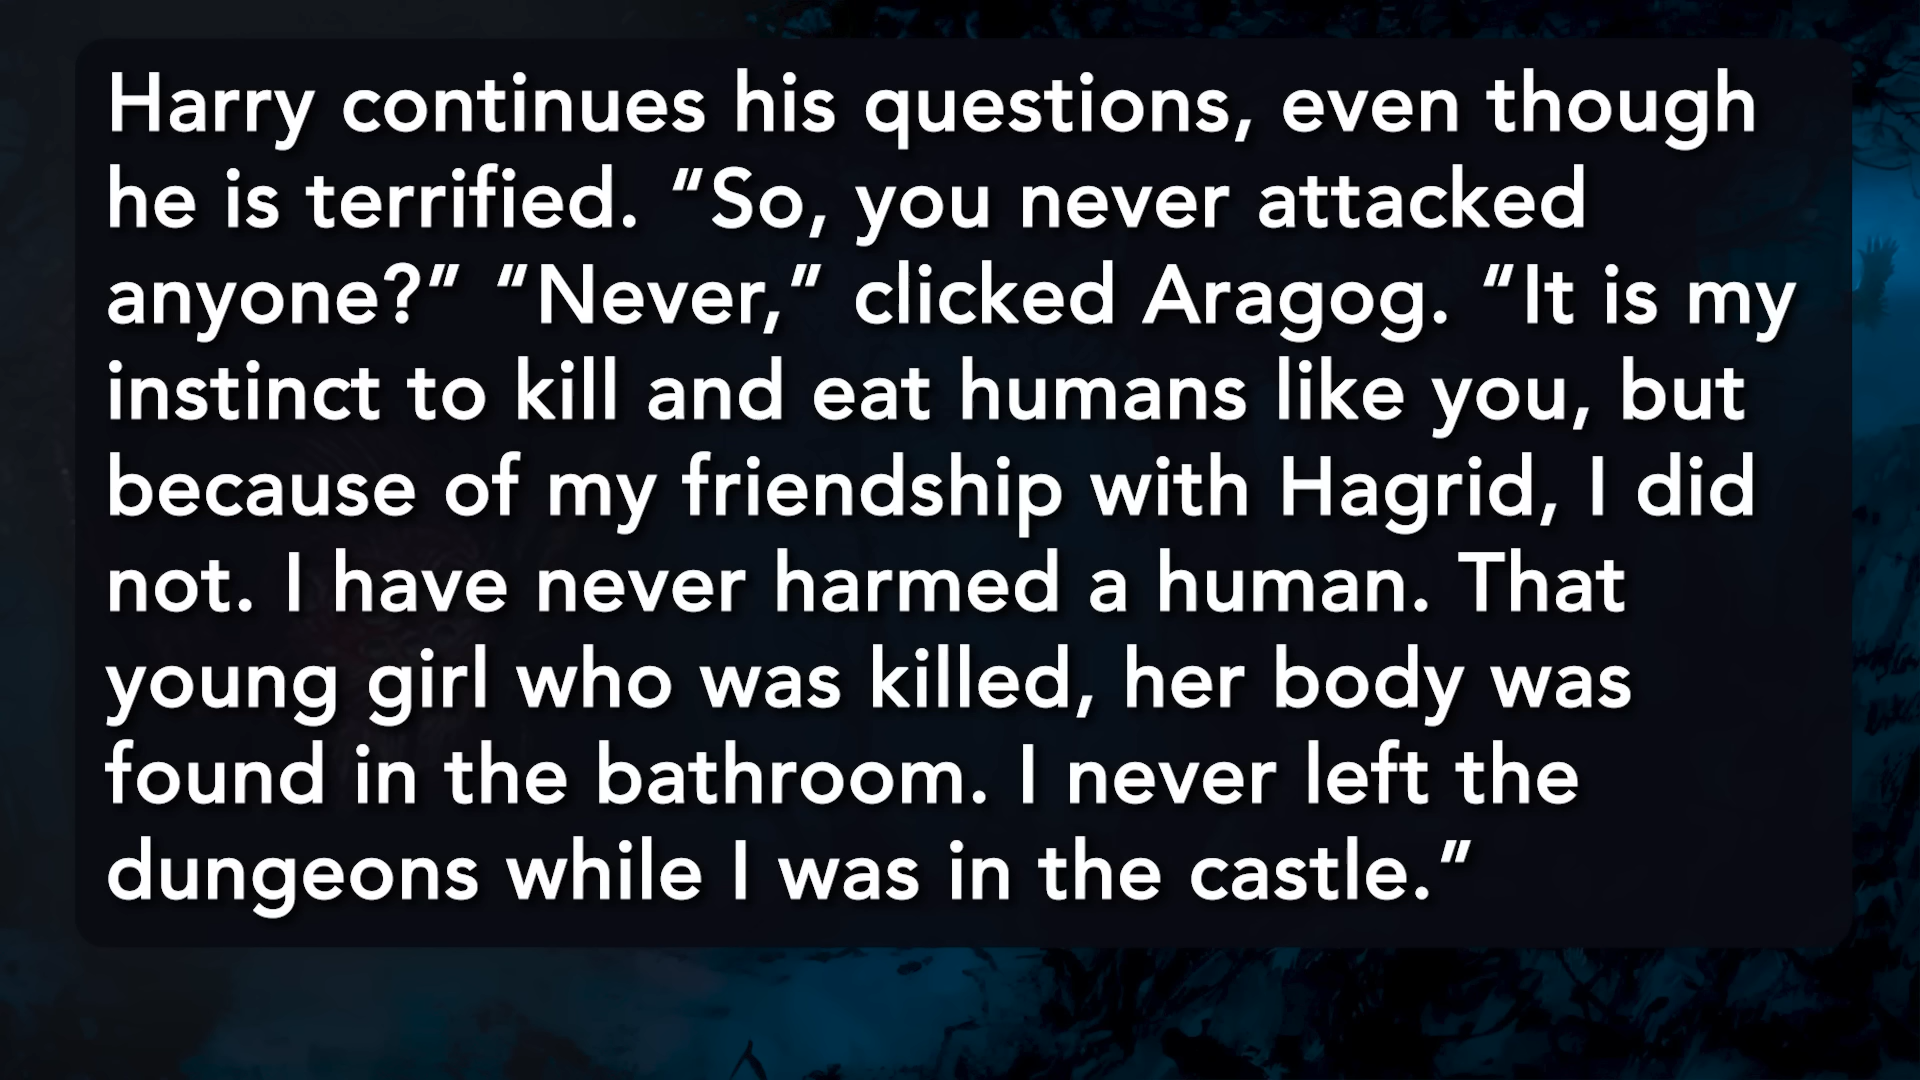 Harry continues his questions, even though
he is terrified. “So, you never attacked
anyone?” “Never,” clicked Aragog. “It is my
instinct to kill and eat humans like you, but
because of my friendship with Hagrid, I did
not. I have never harmed a human. That
young girl who was killed, her body was
found in the bathroom. I never left the
dungeons while I was in the castle.”